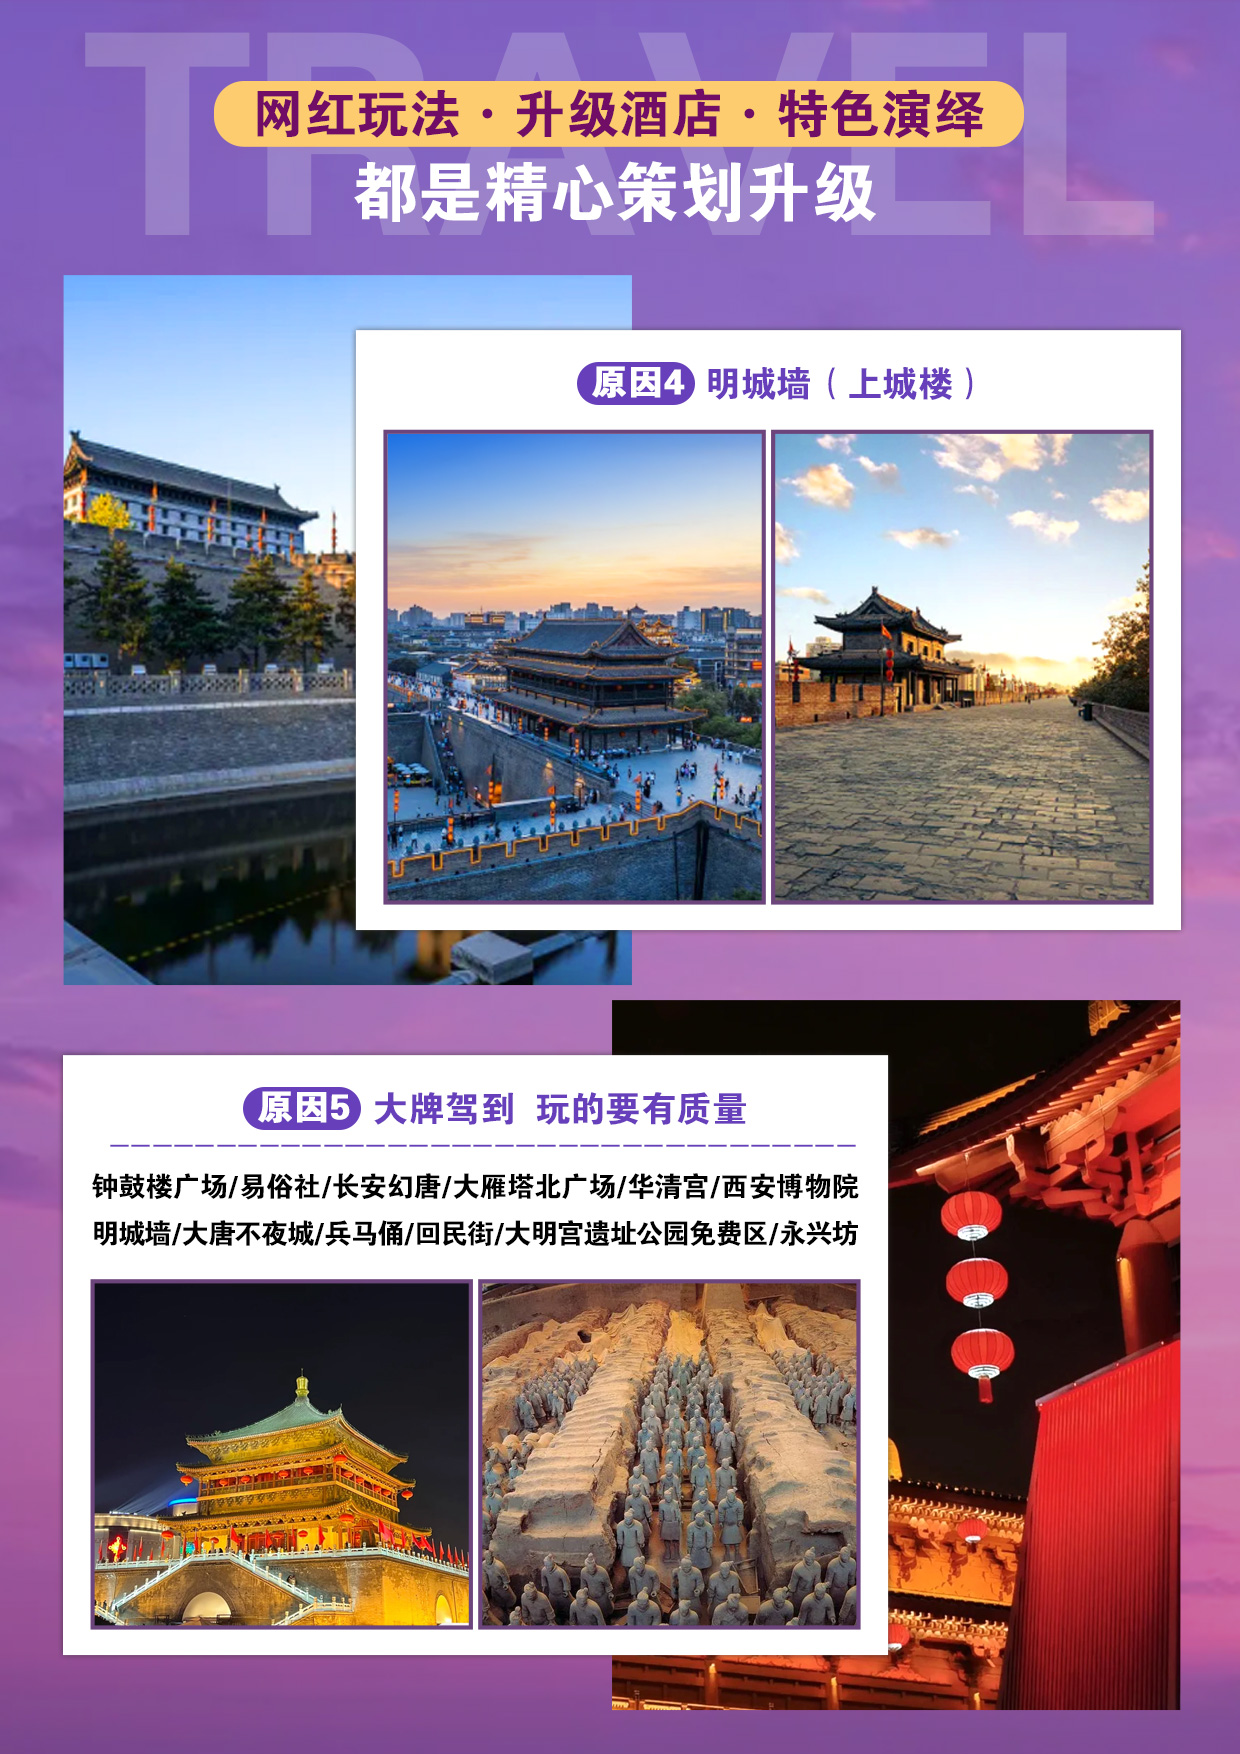 TRAVEL
网红玩法·升级酒店·特色演绎
都是精心策划升级
原因4 明城墙（上城楼）
原因5 大牌驾到 玩的要有质量
钟鼓楼广场/易俗社/长安幻唐/大雁塔北广场/华清宫/西安博物院
明城墙/大唐不夜城/兵马俑/回民街/大明宫遗址公园免费区/永兴坊